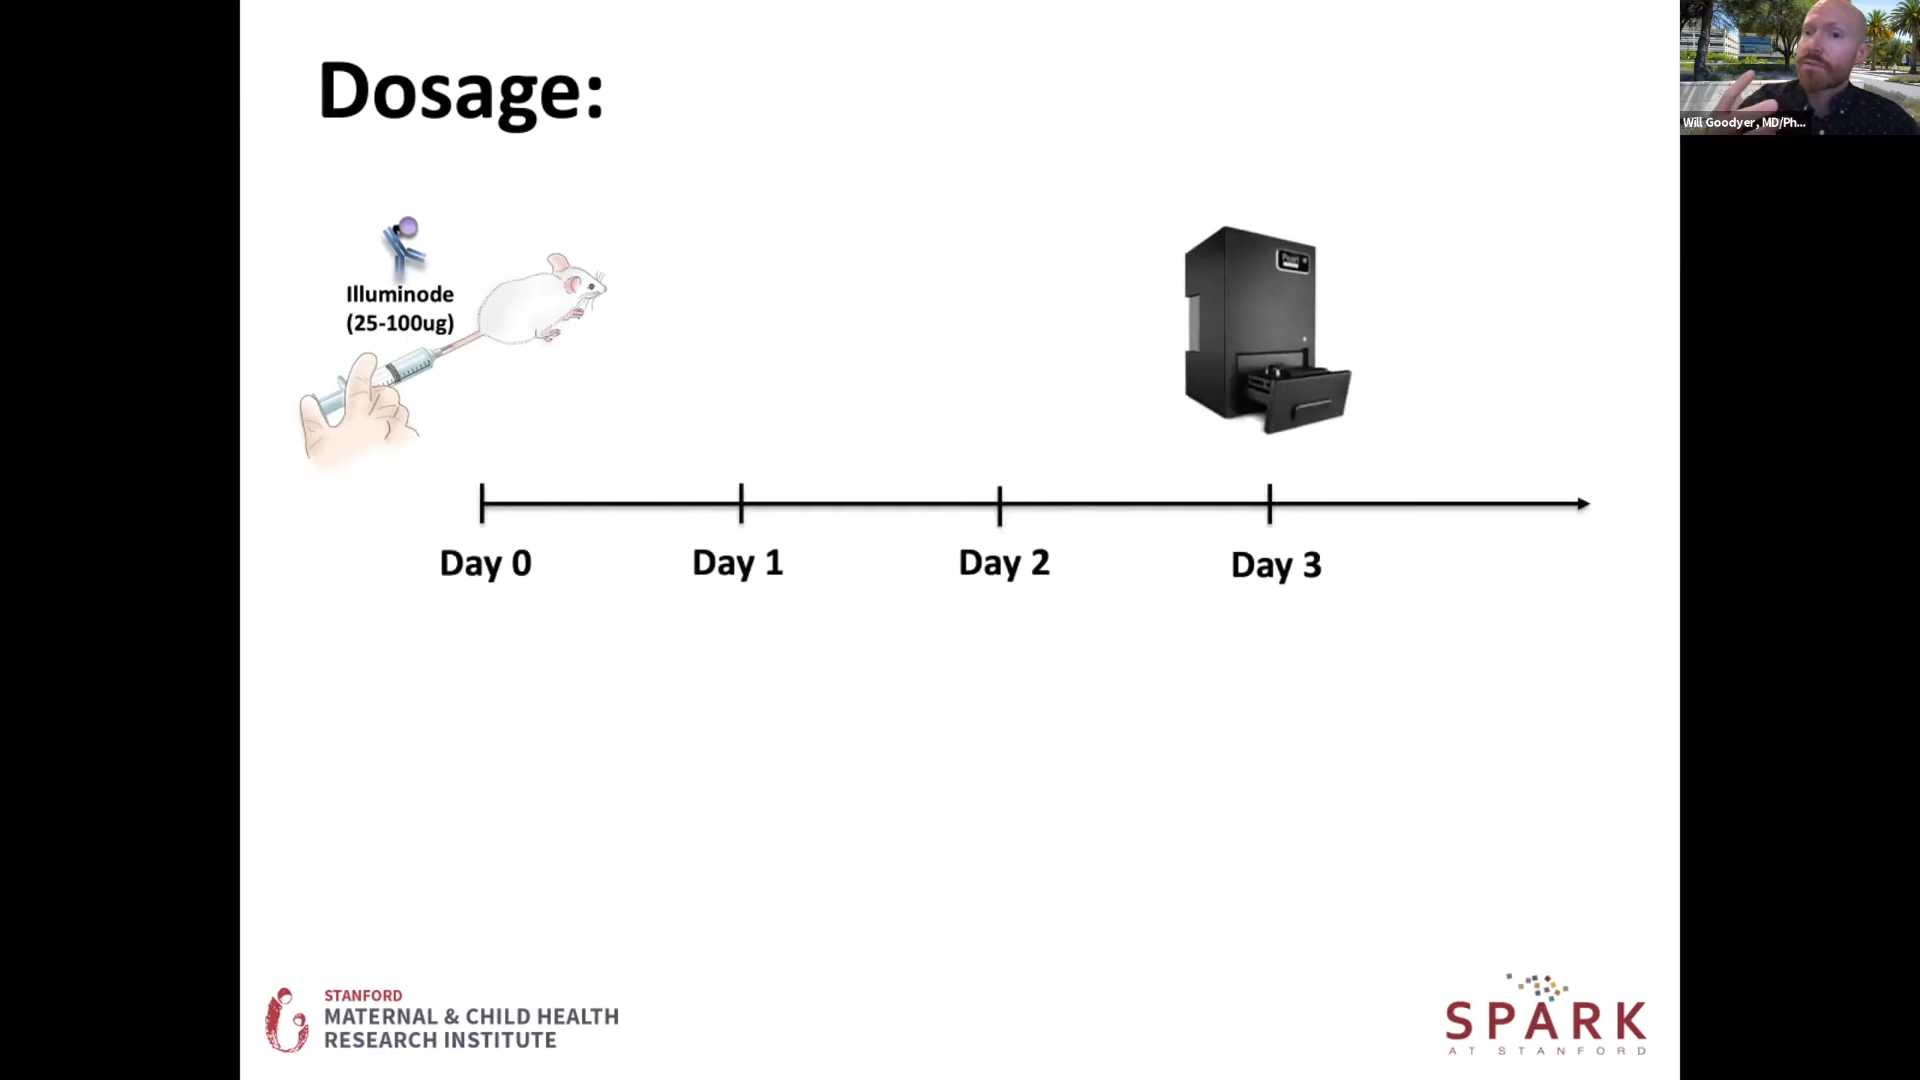 Dosage:
Will Goodyer, MD/Ph...
Illuminode
(25-100ug)
Pearl
Day 0
Day 1
Day 2
Day 3
STANFORD
MATERNAL & CHILD HEALTH
RESEARCH INSTITUTE
SPARK
AT STANFORD